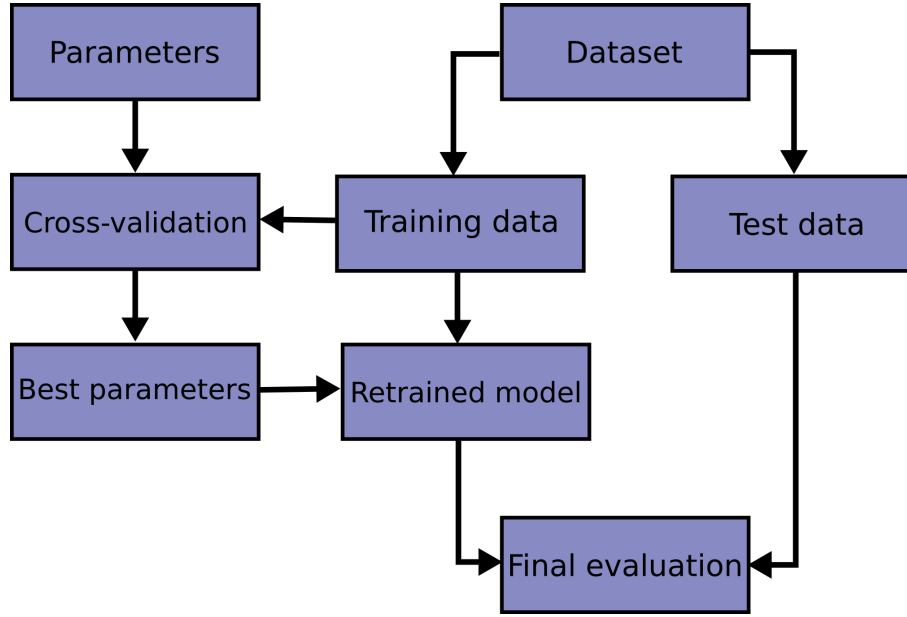 Parameters
Dataset
Cross-validation
Training data
Test data
Best parameters
Retrained model
Final evaluation